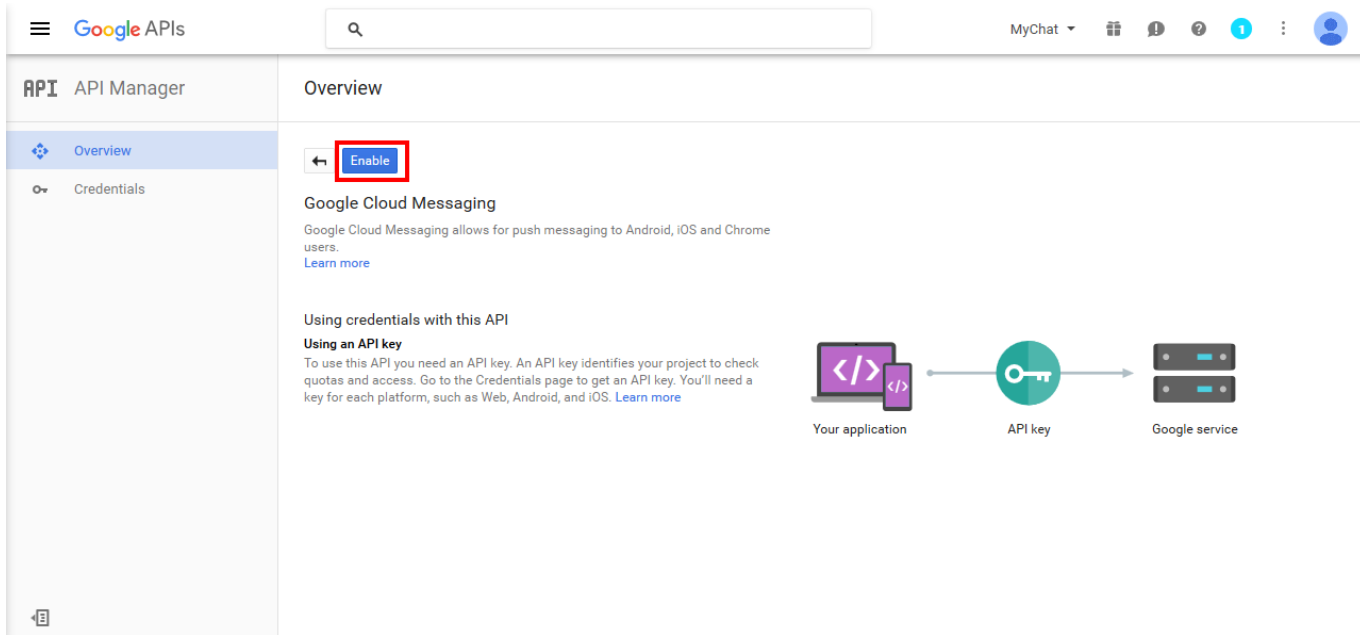 Google APIs
MyChat
1
API API Manager
Overview
Overview
Credentials
Enable
Google Cloud Messaging
Google Cloud Messaging allows for push messaging to Android, iOS and Chrome
users.
Learn more
Using credentials with this API
Using an API key
To use this API you need an API key. An API key identifies your project to check
quotas and access. Go to the Credentials page to get an API key. You'll need a
key for each platform, such as Web, Android, and iOS. Learn more
</>
</>
Your application
API key
Google service